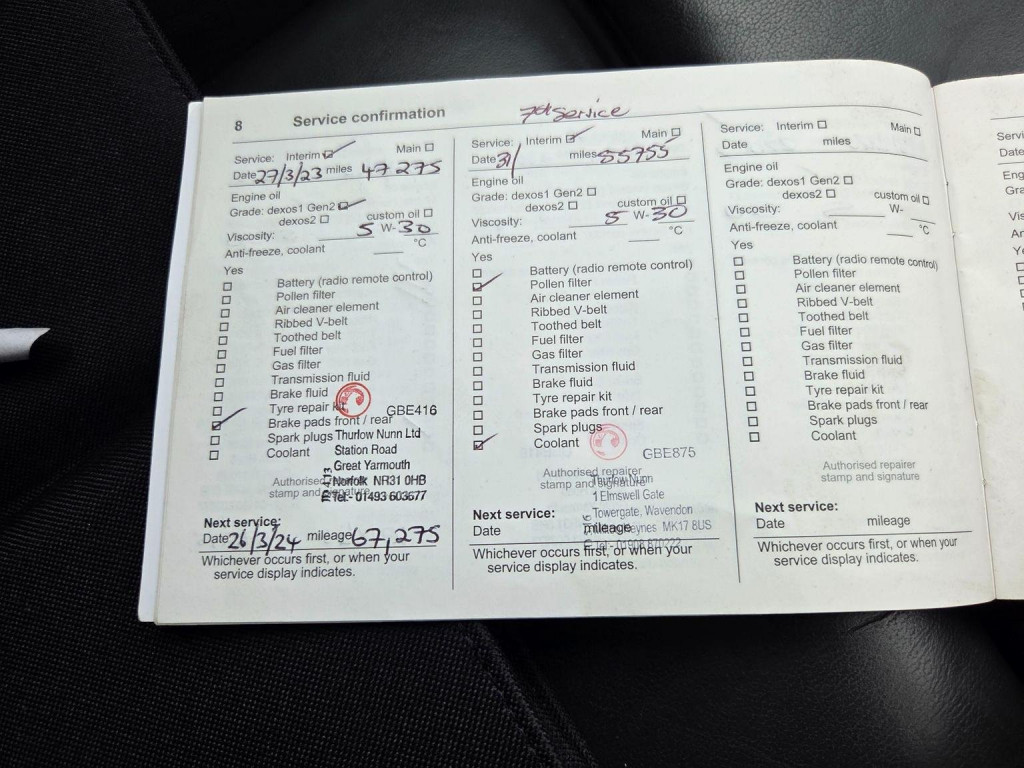 8 Service confirmation 7th Service
Service: Interim Main
Date 27/3/23 miles 47 275
Engine oil
Grade: dexos1 Gen2
dexos2 custom oil
Viscosity: 5 W- 30
Anti-freeze, coolant °C
Yes
Battery (radio remote control)
Pollen filter
Air cleaner element
Ribbed V-belt
Toothed belt
Fuel filter
Gas filter
Transmission fluid
Brake fluid
Tyre repair kit
Brake pads front / rear
Spark plugs
Coolant
GBE416
Thurlow Nunn Ltd
Station Road
Great Yarmouth
Norfolk NR31 0HB
Tel:- 01493 603677
Authorised repairer
stamp and signature
Next service:
Date 26/3/24 mileage 67,275
Whichever occurs first, or when your
service display indicates.
Service: Interim Main
Date 31/ miles 55755
Engine oil
Grade: dexos1 Gen2
dexos2 custom oil
Viscosity: 5 W- 30
Anti-freeze, coolant °C
Yes
Battery (radio remote control)
Pollen filter
Air cleaner element
Ribbed V-belt
Toothed belt
Fuel filter
Gas filter
Transmission fluid
Brake fluid
Tyre repair kit
Brake pads front / rear
Spark plugs
Coolant
GBE875
Authorised repairer
stamp and signature
Thurlow Nunn
1 Elmswell Gate
Towergate, Wavendon
Keynes MK17 8US
Next service:
Date mileage
Whichever occurs first, or when your
service display indicates.
Service: Interim Main
Date miles
Engine oil
Grade: dexos1 Gen2
dexos2 custom oil
Viscosity: W-
Anti-freeze, coolant °C
Yes
Battery (radio remote control)
Pollen filter
Air cleaner element
Ribbed V-belt
Toothed belt
Fuel filter
Gas filter
Transmission fluid
Brake fluid
Tyre repair kit
Brake pads front / rear
Spark plugs
Coolant
Authorised repairer
stamp and signature
Next service:
Date mileage
Whichever occurs first, or when your
service display indicates.